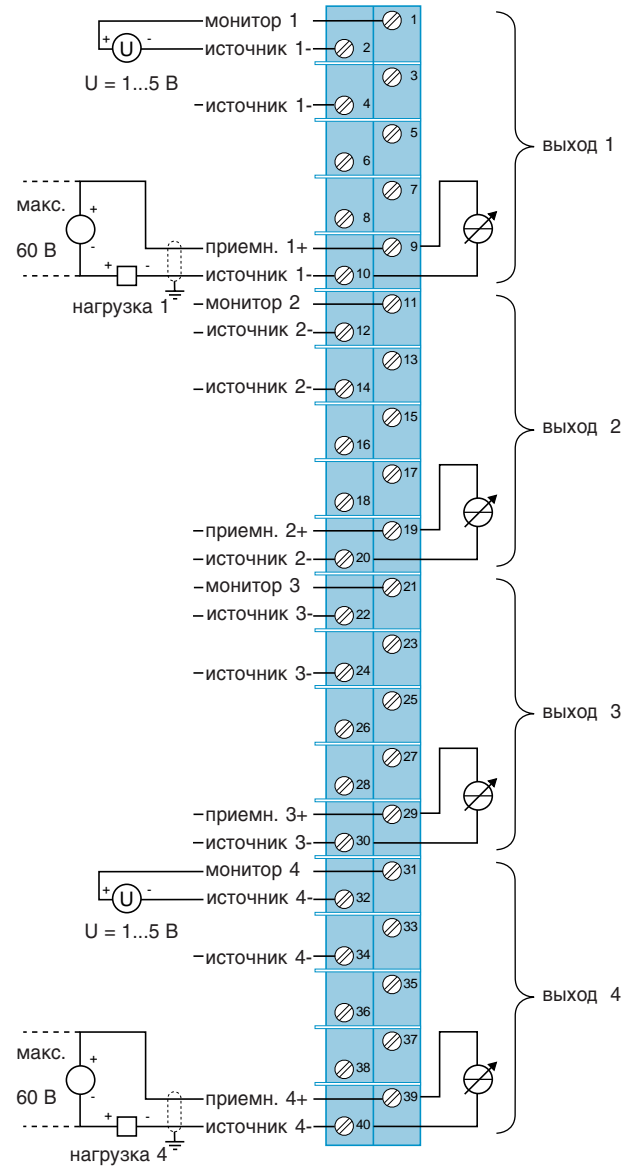 монитор 1 1
+ U - источник 1- 2
U = 1...5 В
3
источник 1- 4
5
выход 1
6
7
макс.
8
+
60 В
-
приемн. 1+ 9
+ - источник 1- 10
нагрузка 1
монитор 2 11
источник 2- 12
13
источник 2- 14
15
выход 2
16
17
18
приемн. 2+ 19
источник 2- 20
монитор 3 21
источник 3- 22
23
источник 3- 24
25
выход 3
26
27
28
приемн. 3+ 29
источник 3- 30
монитор 4 31
+ U - источник 4- 32
U = 1...5 В
33
источник 4- 34
35
выход 4
36
37
макс.
+
38
60 В
-
приемн. 4+ 39
+ - источник 4- 40
нагрузка 4